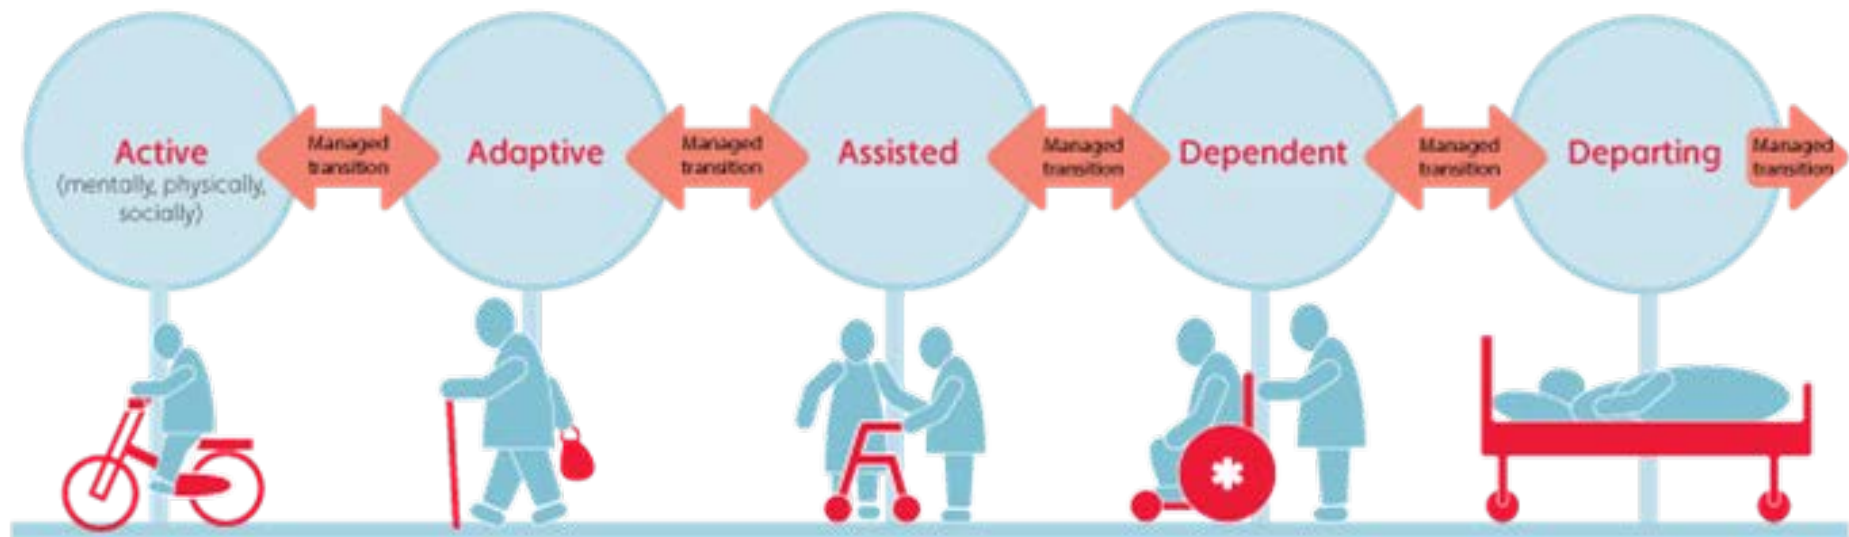 Active
(mentally, physically,
socially)
Managed
transition
Adaptive
Managed
transition
Assisted
Managed
transition
Dependent
Managed
transition
Departing
Managed
transition